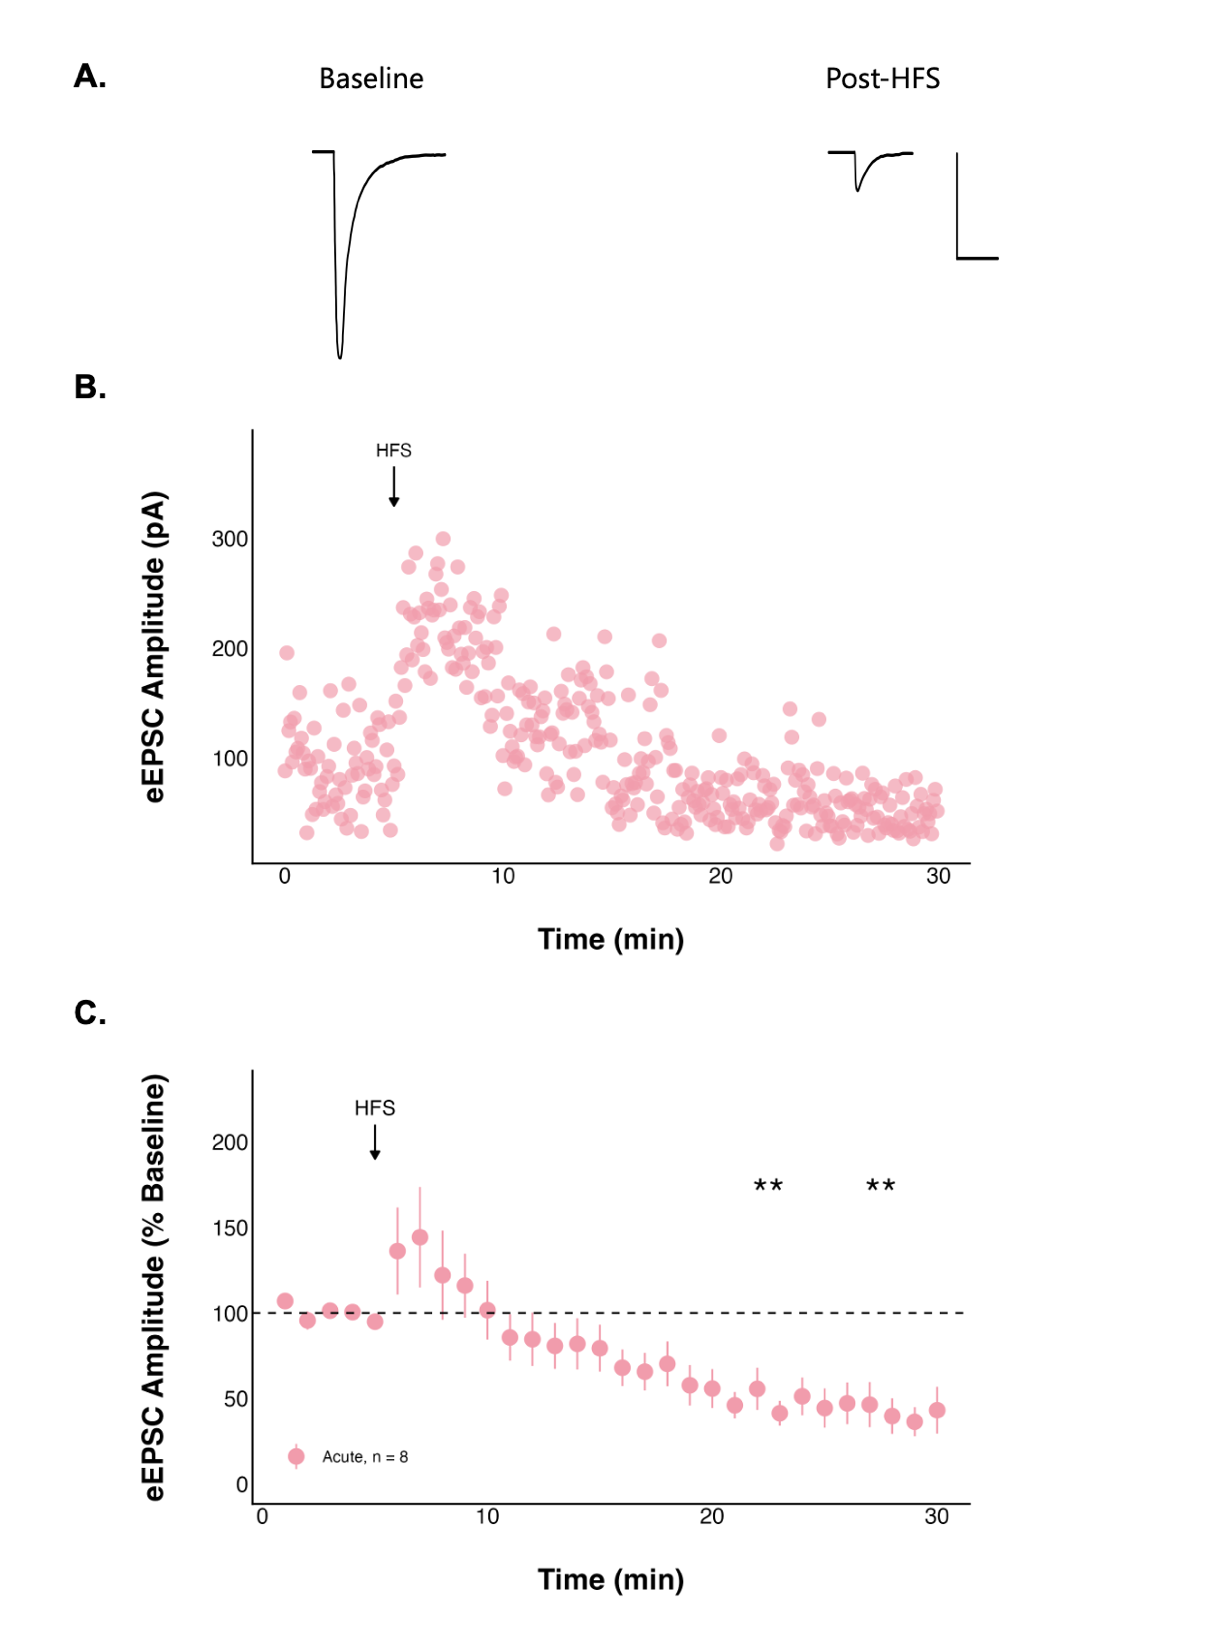 A.
Baseline
Post-HFS
B.
HFS
eEPSC Amplitude (pA)
300
200
100
0
10
20
30
Time (min)
C.
HFS
eEPSC Amplitude (% Baseline)
200
150
100
50
0
** **
Acute, n = 8
0
10
20
30
Time (min)